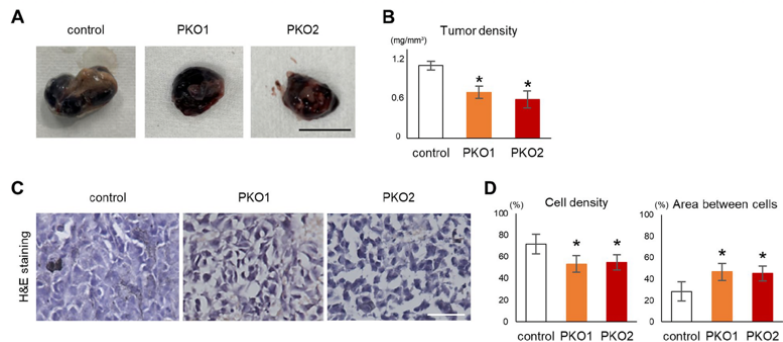 A
control
PKO1
PKO2
B
Tumor density
(mg/mm³)
1.2
0.6
0
*
*
control
PKO1
PKO2
C
control
PKO1
PKO2
H&E staining
D
(%)
Cell density
100
80
60
40
20
0
*
*
control
PKO1
PKO2
(%)
Area between cells
100
80
60
40
20
0
*
*
control
PKO1
PKO2